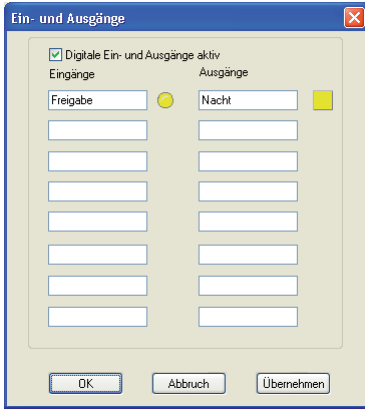 Ein- und Ausgänge
Digitale Ein- und Ausgänge aktiv
Eingänge Ausgänge
Freigabe Nacht
OK Abbruch Übernehmen